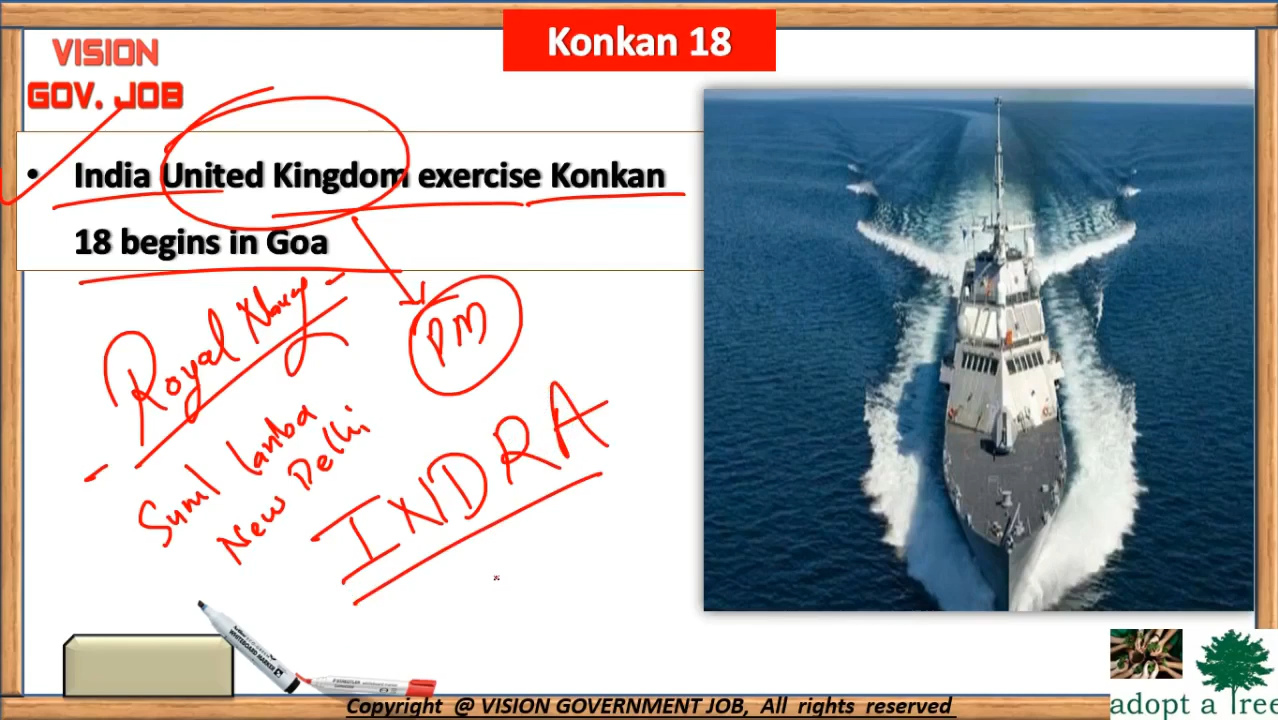 Konkan 18
VISION
GOV. JOB
• India United Kingdom exercise Konkan
18 begins in Goa
Royal Navy
PM
Sunil Lanba
New Delhi
INDRA
Copyright @ VISION GOVERNMENT JOB, All rights reserved
adopt a Tree